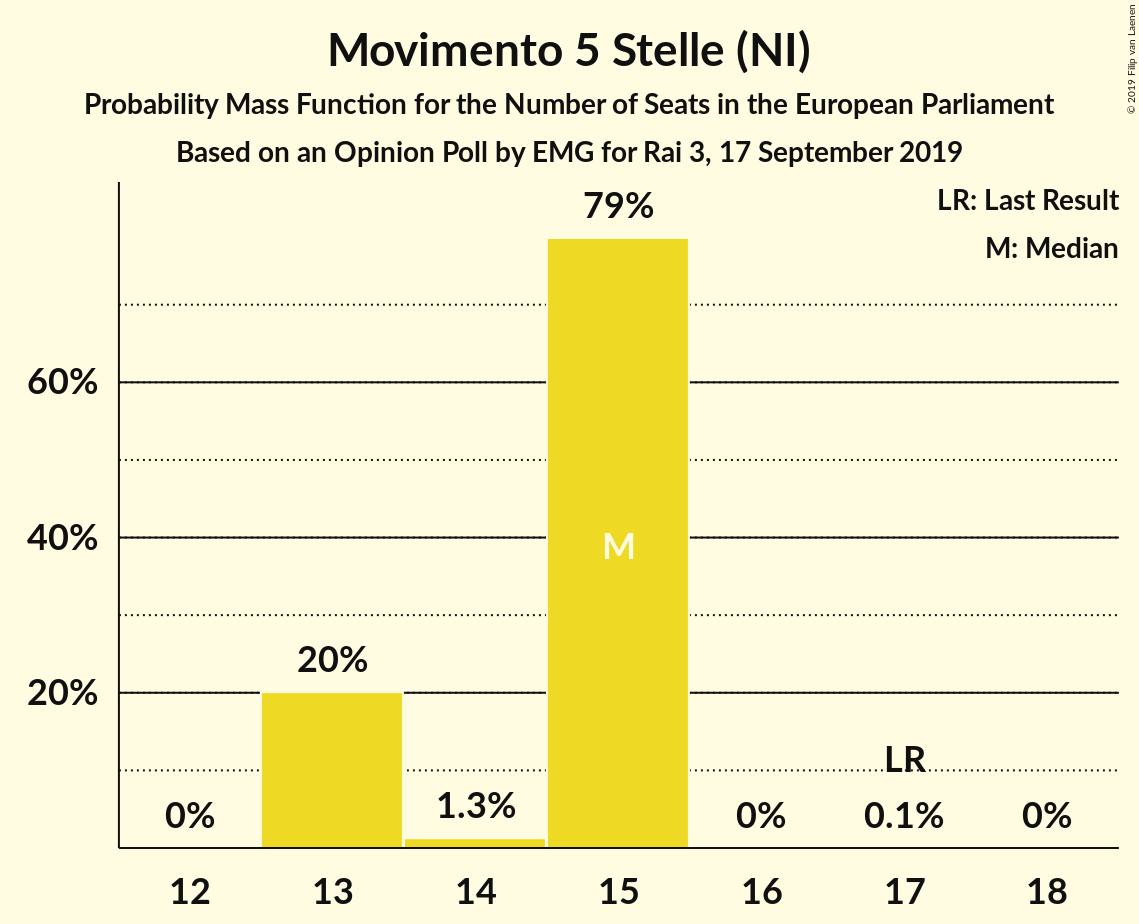 Movimento 5 Stelle (NI)
Probability Mass Function for the Number of Seats in the European Parliament
Based on an Opinion Poll by EMG for Rai 3, 17 September 2019
© 2019 Filip van Laenen
LR: Last Result
M: Median
79%
60%
40%
20%
M
20%
LR
0%
1.3%
0%
0.1%
0%
12 13 14 15 16 17 18